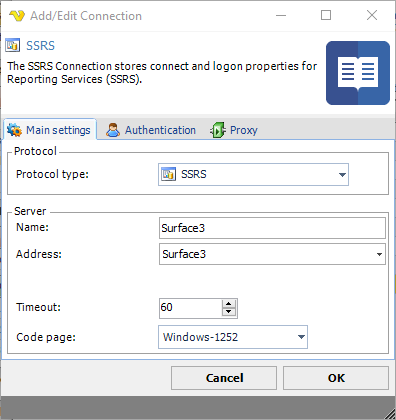 Add/Edit Connection
SSRS
The SSRS Connection stores connect and logon properties for
Reporting Services (SSRS).
Main settings Authentication Proxy
Protocol
Protocol type: SSRS
Server
Name: Surface3
Address: Surface3
Timeout: 60
Code page: Windows-1252
Cancel OK